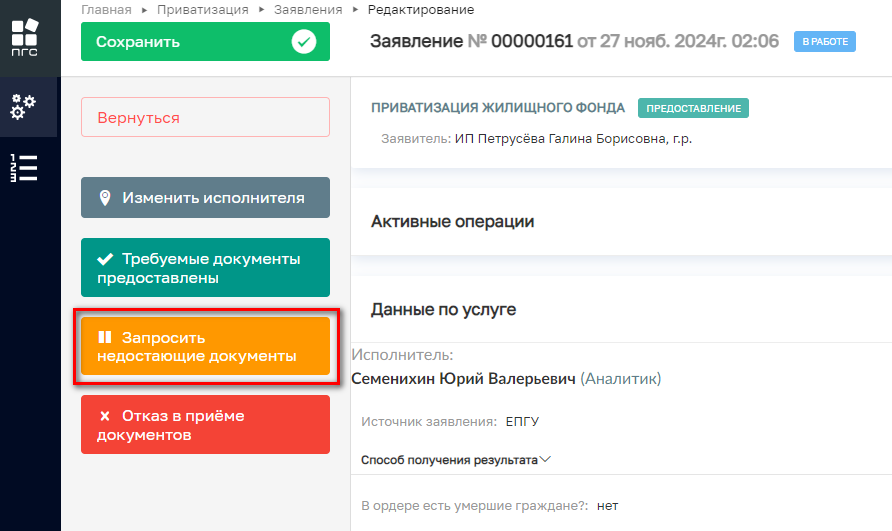 Главная ▸ Приватизация ▸ Заявления ▸ Редактирование
пгс
Сохранить
Заявление № 00000161 от 27 нояб. 2024г. 02:06
В РАБОТЕ
Вернуться
ПРИВАТИЗАЦИЯ ЖИЛИЩНОГО ФОНДА
ПРЕДОСТАВЛЕНИЕ
Заявитель: ИП Петрусёва Галина Борисовна, г.р.
Изменить исполнителя
Активные операции
Требуемые документы
предоставлены
Данные по услуге
Запросить
недостающие документы
Исполнитель:
Семенихин Юрий Валерьевич (Аналитик)
Отказ в приёме
документов
Источник заявления: ЕПГУ
Способ получения результата
В ордере есть умершие граждане?: нет